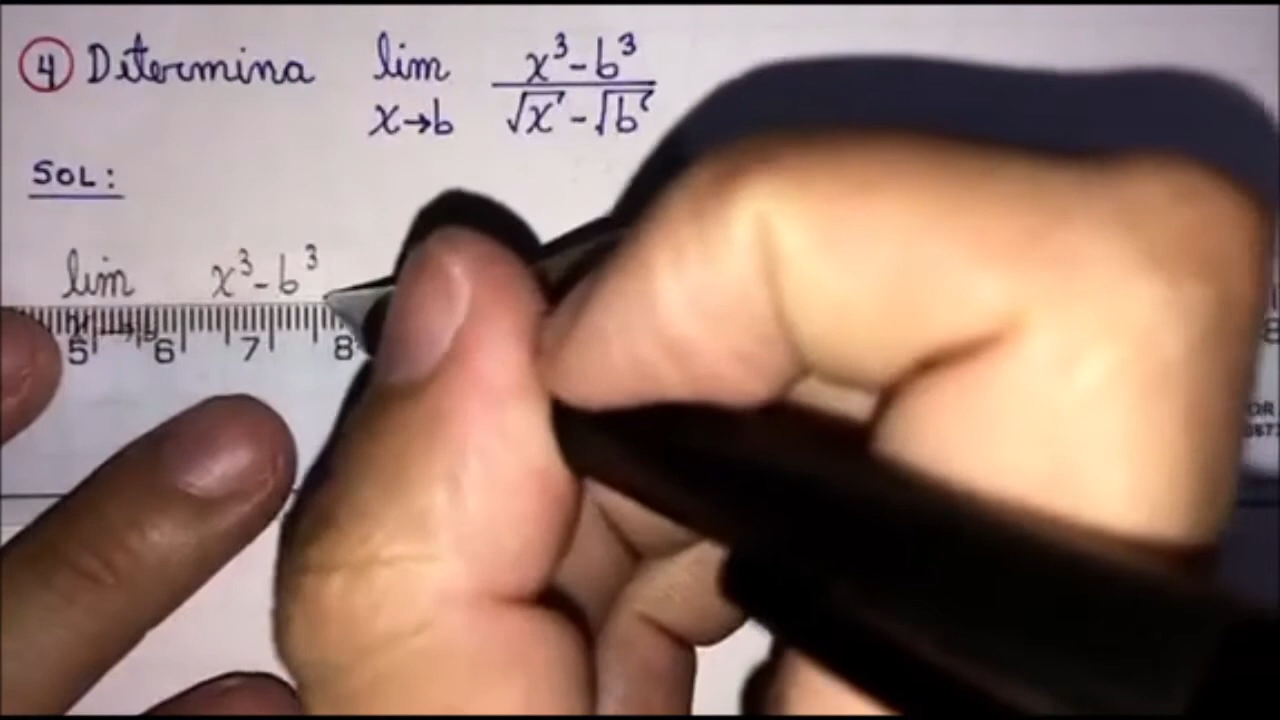 4 Determina lim x³-b³
x→b √x - √b
SOL:
lim x³-b³
x→b
5 6 7 8